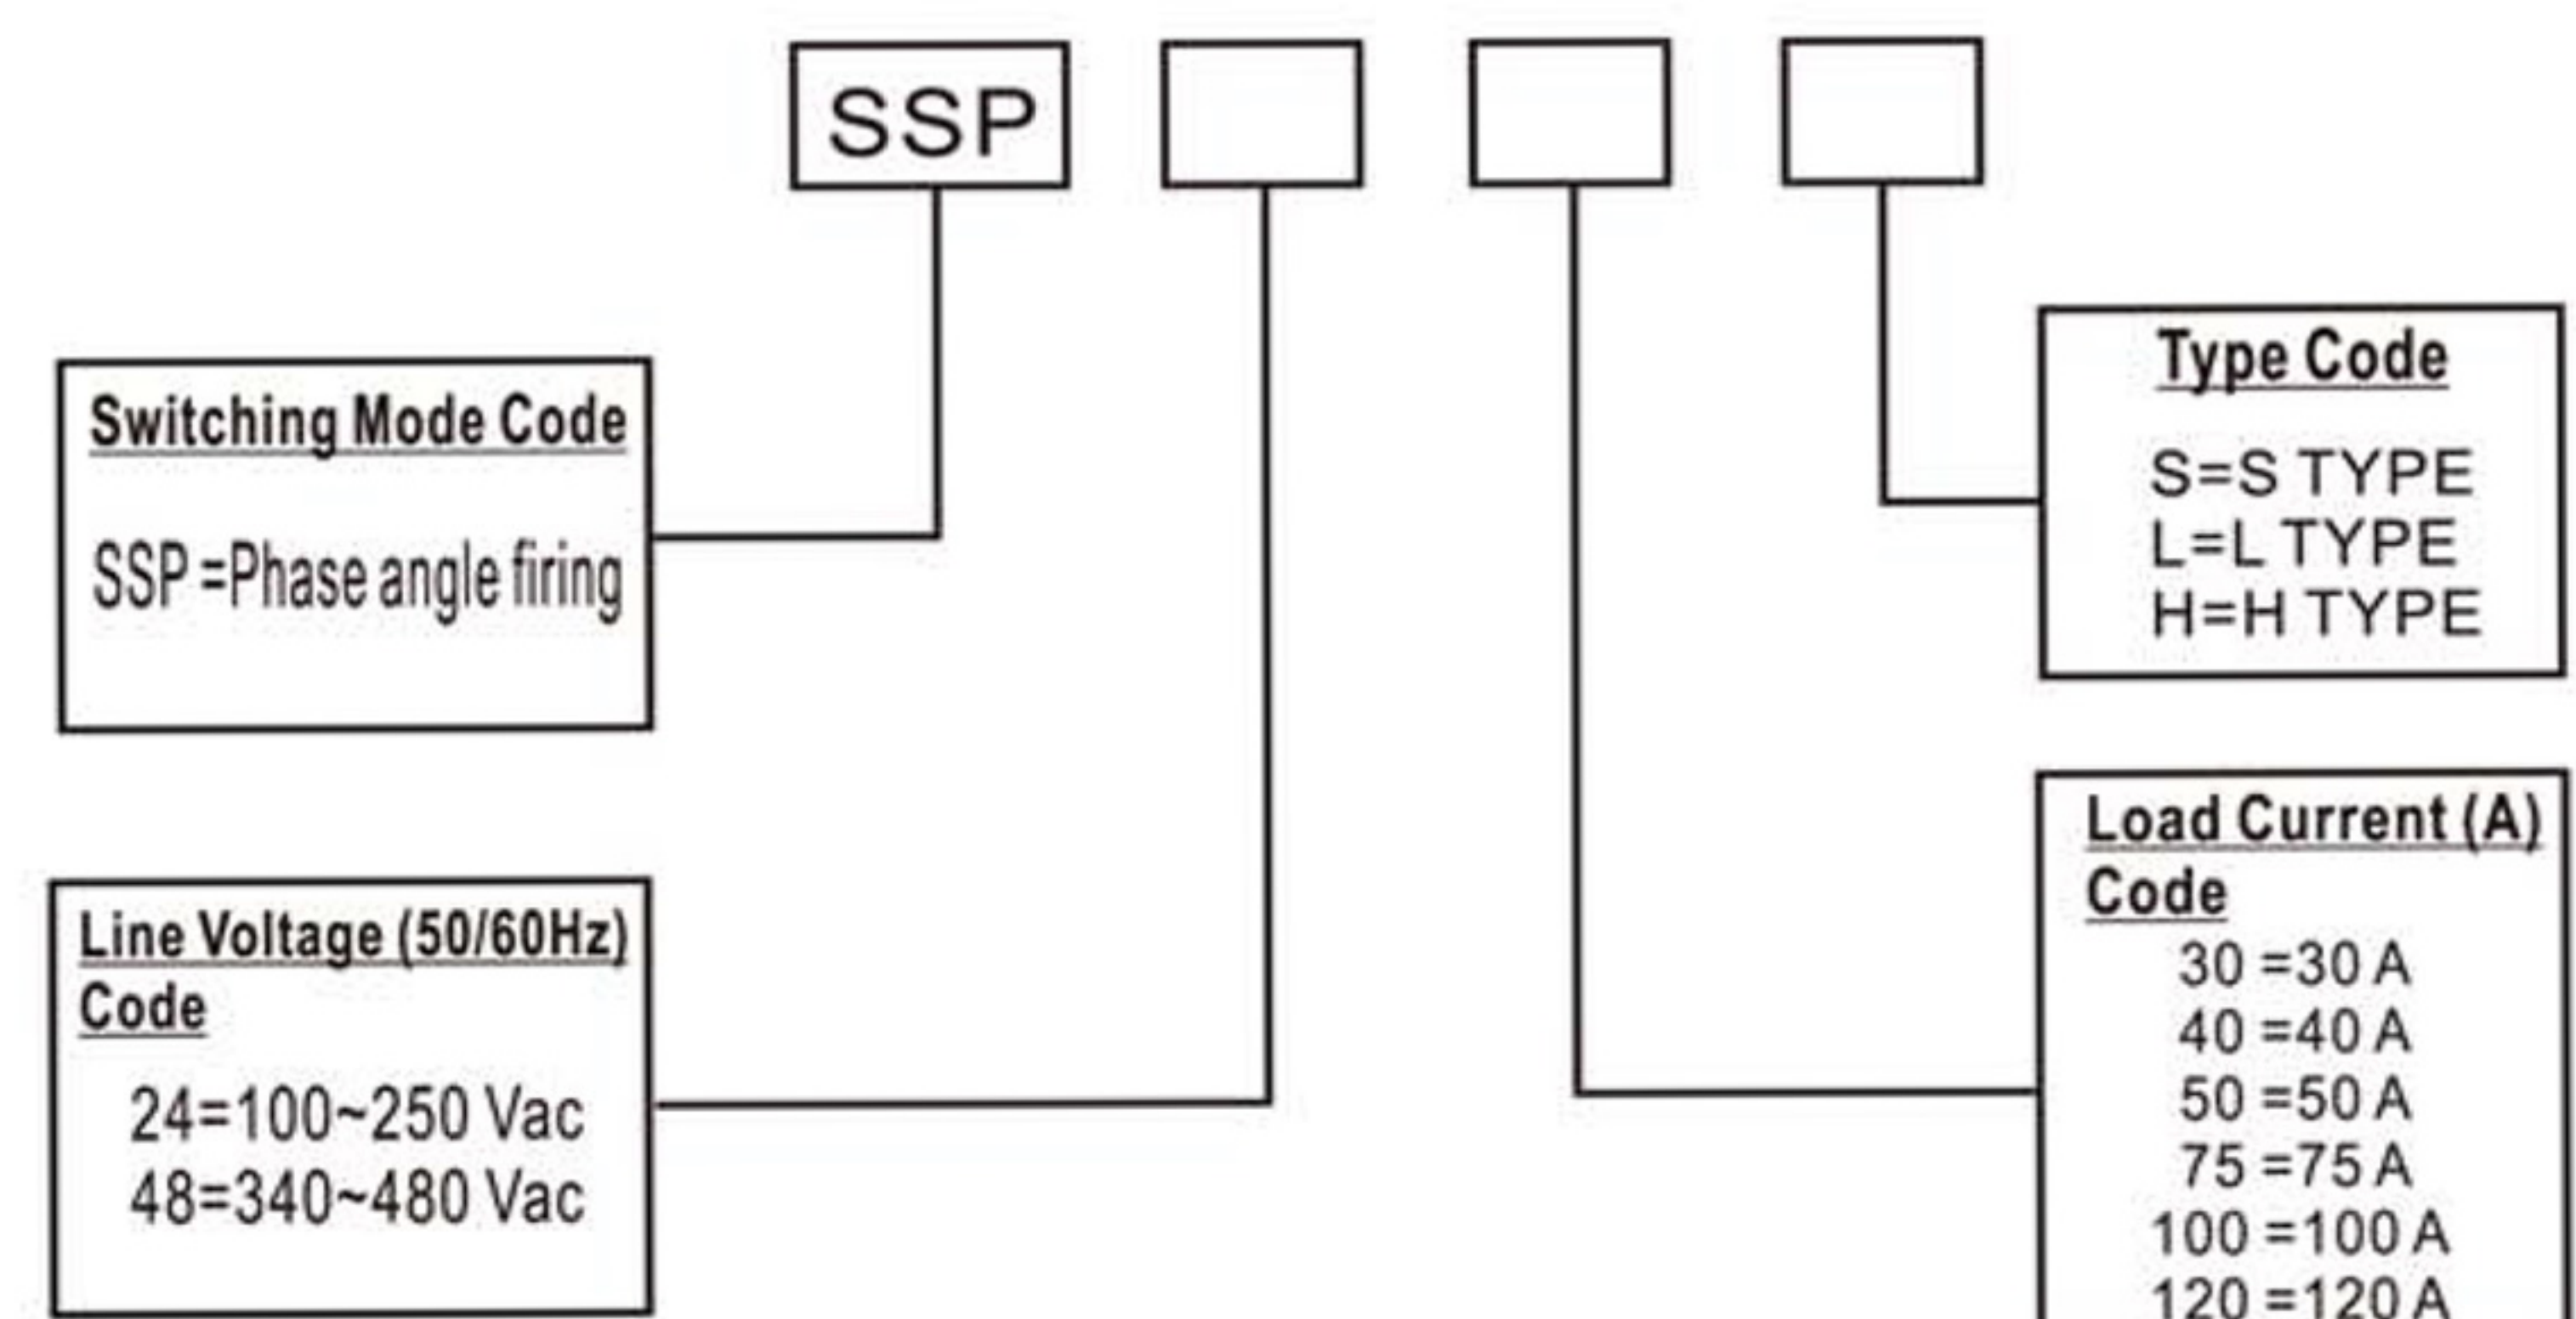 SSP
Switching Mode Code
SSP =Phase angle firing
Line Voltage (50/60Hz)
Code
24=100~250 Vac
48=340~480 Vac
Type Code
S=S TYPE
L=L TYPE
H=H TYPE
Load Current (A)
Code
30 =30 A
40 =40 A
50 =50 A
75 =75 A
100 =100 A
120 =120 A